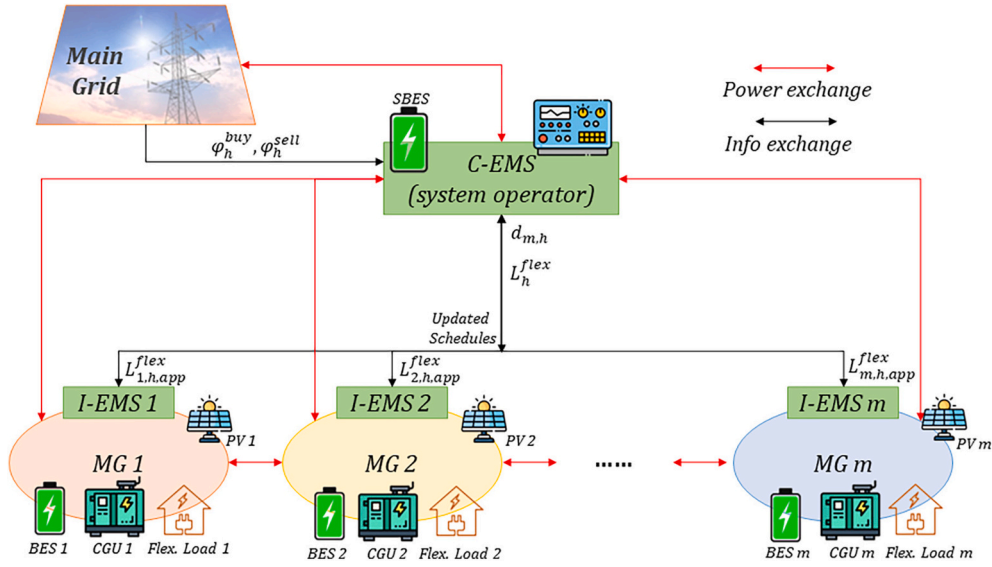 Main
Grid
SBES
Power exchange
Info exchange
φ_h^buy, φ_h^sell
C-EMS
(system operator)
d_m,h
L_h^flex
Updated
Schedules
L_1,h,app^flex
L_2,h,app^flex
L_m,h,app^flex
I-EMS 1
I-EMS 2
I-EMS m
PV 1
PV 2
PV m
MG 1
MG 2
......
MG m
BES 1
CGU 1
Flex. Load 1
BES 2
CGU 2
Flex. Load 2
BES m
CGU m
Flex. Load m